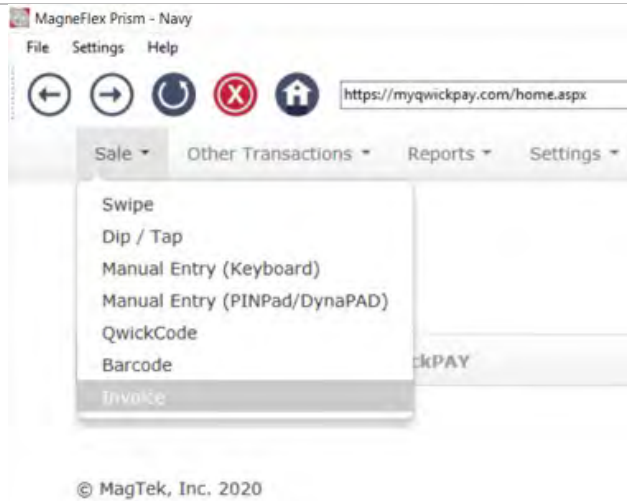 MagneFlex Prism - Navy
File Settings Help
https://myqwickpay.com/home.aspx
Sale Other Transactions Reports Settings
Swipe
Dip / Tap
Manual Entry (Keyboard)
Manual Entry (PINPad/DynaPAD)
QwickCode
Barcode
ckPAY
Invoice
© MagTek, Inc. 2020